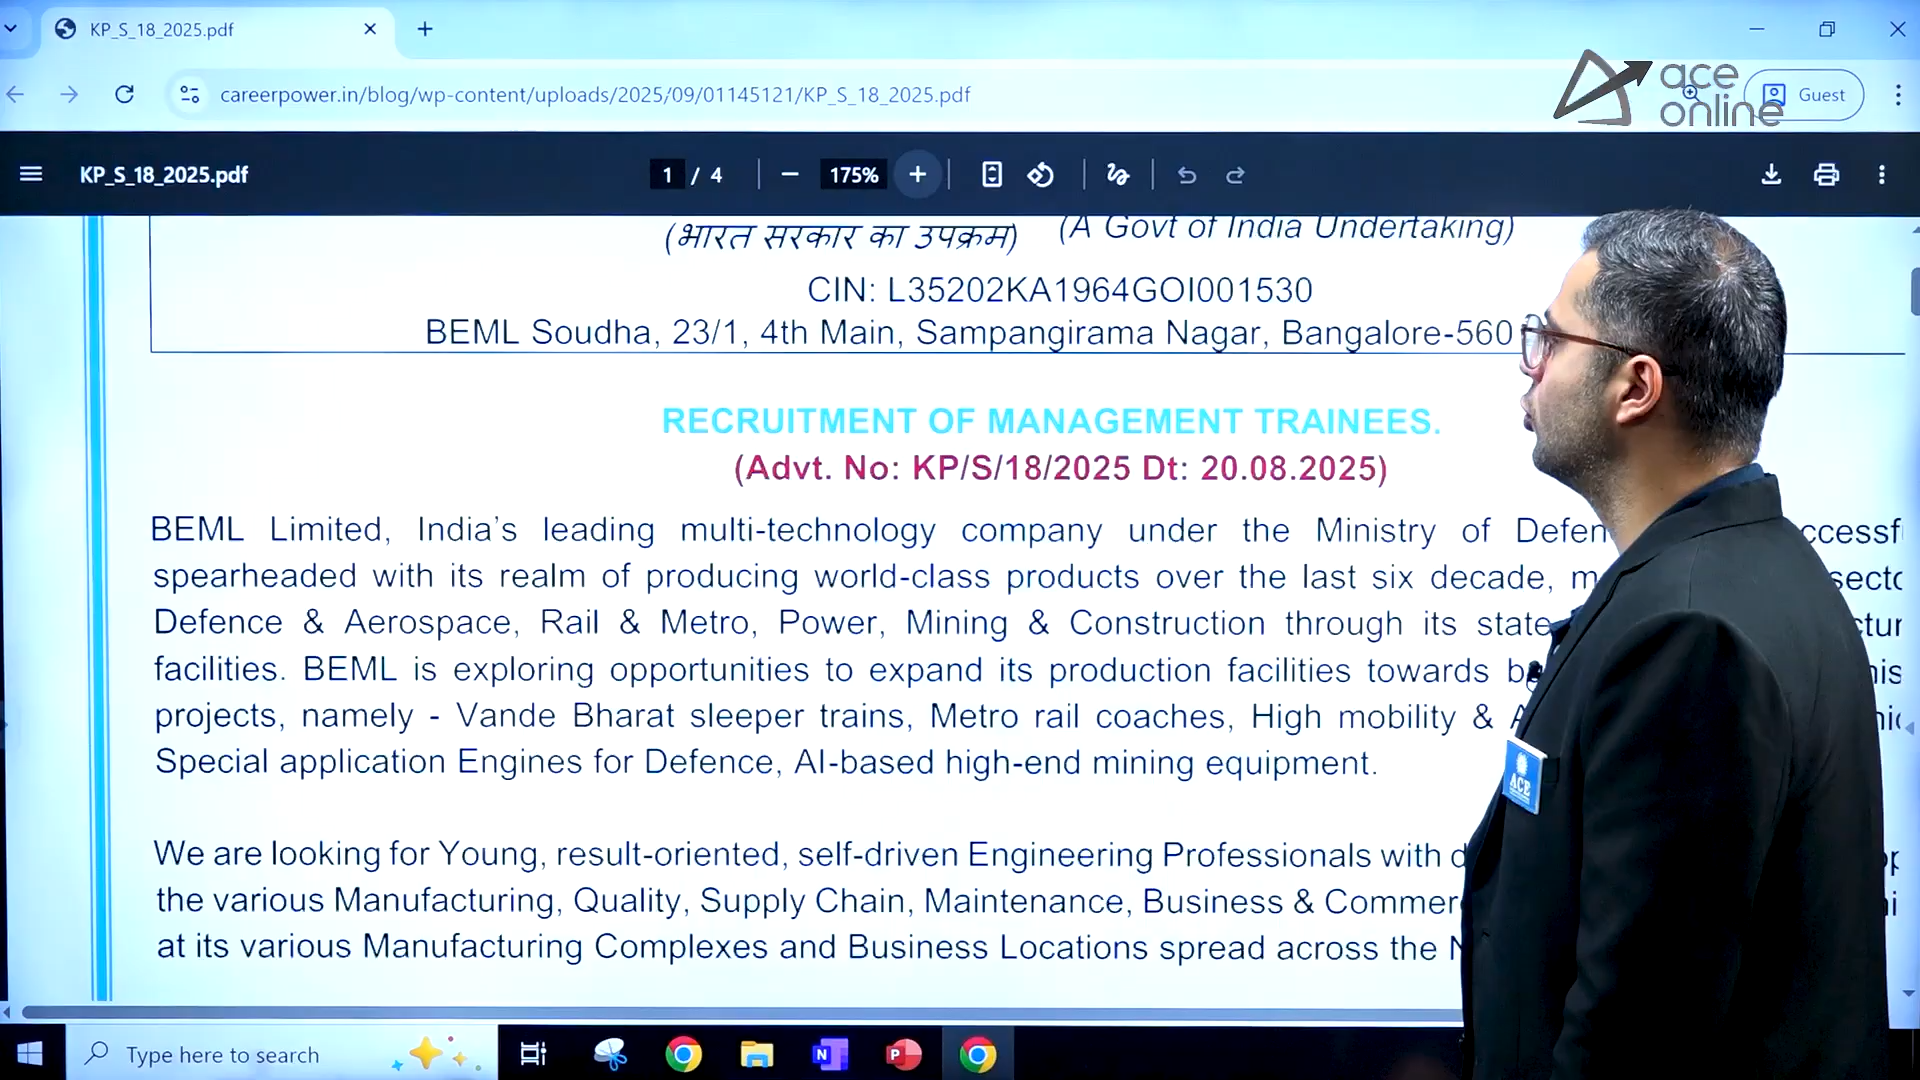 KP_S_18_2025.pdf
careerpower.in/blog/wp-content/uploads/2025/09/01145121/KP_S_18_2025.pdf
Guest
ace
online
KP_S_18_2025.pdf
1 / 4
175%
(भारत सरकार का उपक्रम) (A Govt of India Undertaking)
CIN: L35202KA1964GOI001530
BEML Soudha, 23/1, 4th Main, Sampangirama Nagar, Bangalore-560
RECRUITMENT OF MANAGEMENT TRAINEES.
(Advt. No: KP/S/18/2025 Dt: 20.08.2025)
BEML Limited, India's leading multi-technology company under the Ministry of
spearheaded with its realm of producing world-class products over the last six decade,
Defence & Aerospace, Rail & Metro, Power, Mining & Construction through its state
facilities. BEML is exploring opportunities to expand its production facilities towards
projects, namely - Vande Bharat sleeper trains, Metro rail coaches, High mobility &
Special application Engines for Defence, AI-based high-end mining equipment.
We are looking for Young, result-oriented, self-driven Engineering Professionals with
the various Manufacturing, Quality, Supply Chain, Maintenance, Business &
at its various Manufacturing Complexes and Business Locations spread across the
ACE
Type here to search